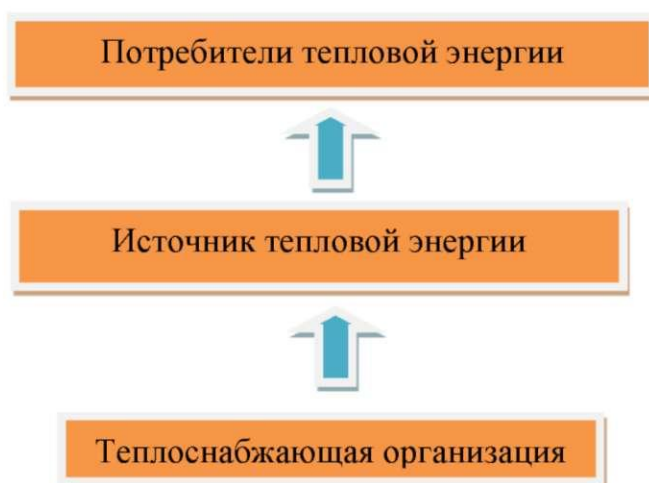 Потребители тепловой энергии
Источник тепловой энергии
Теплоснабжающая организация